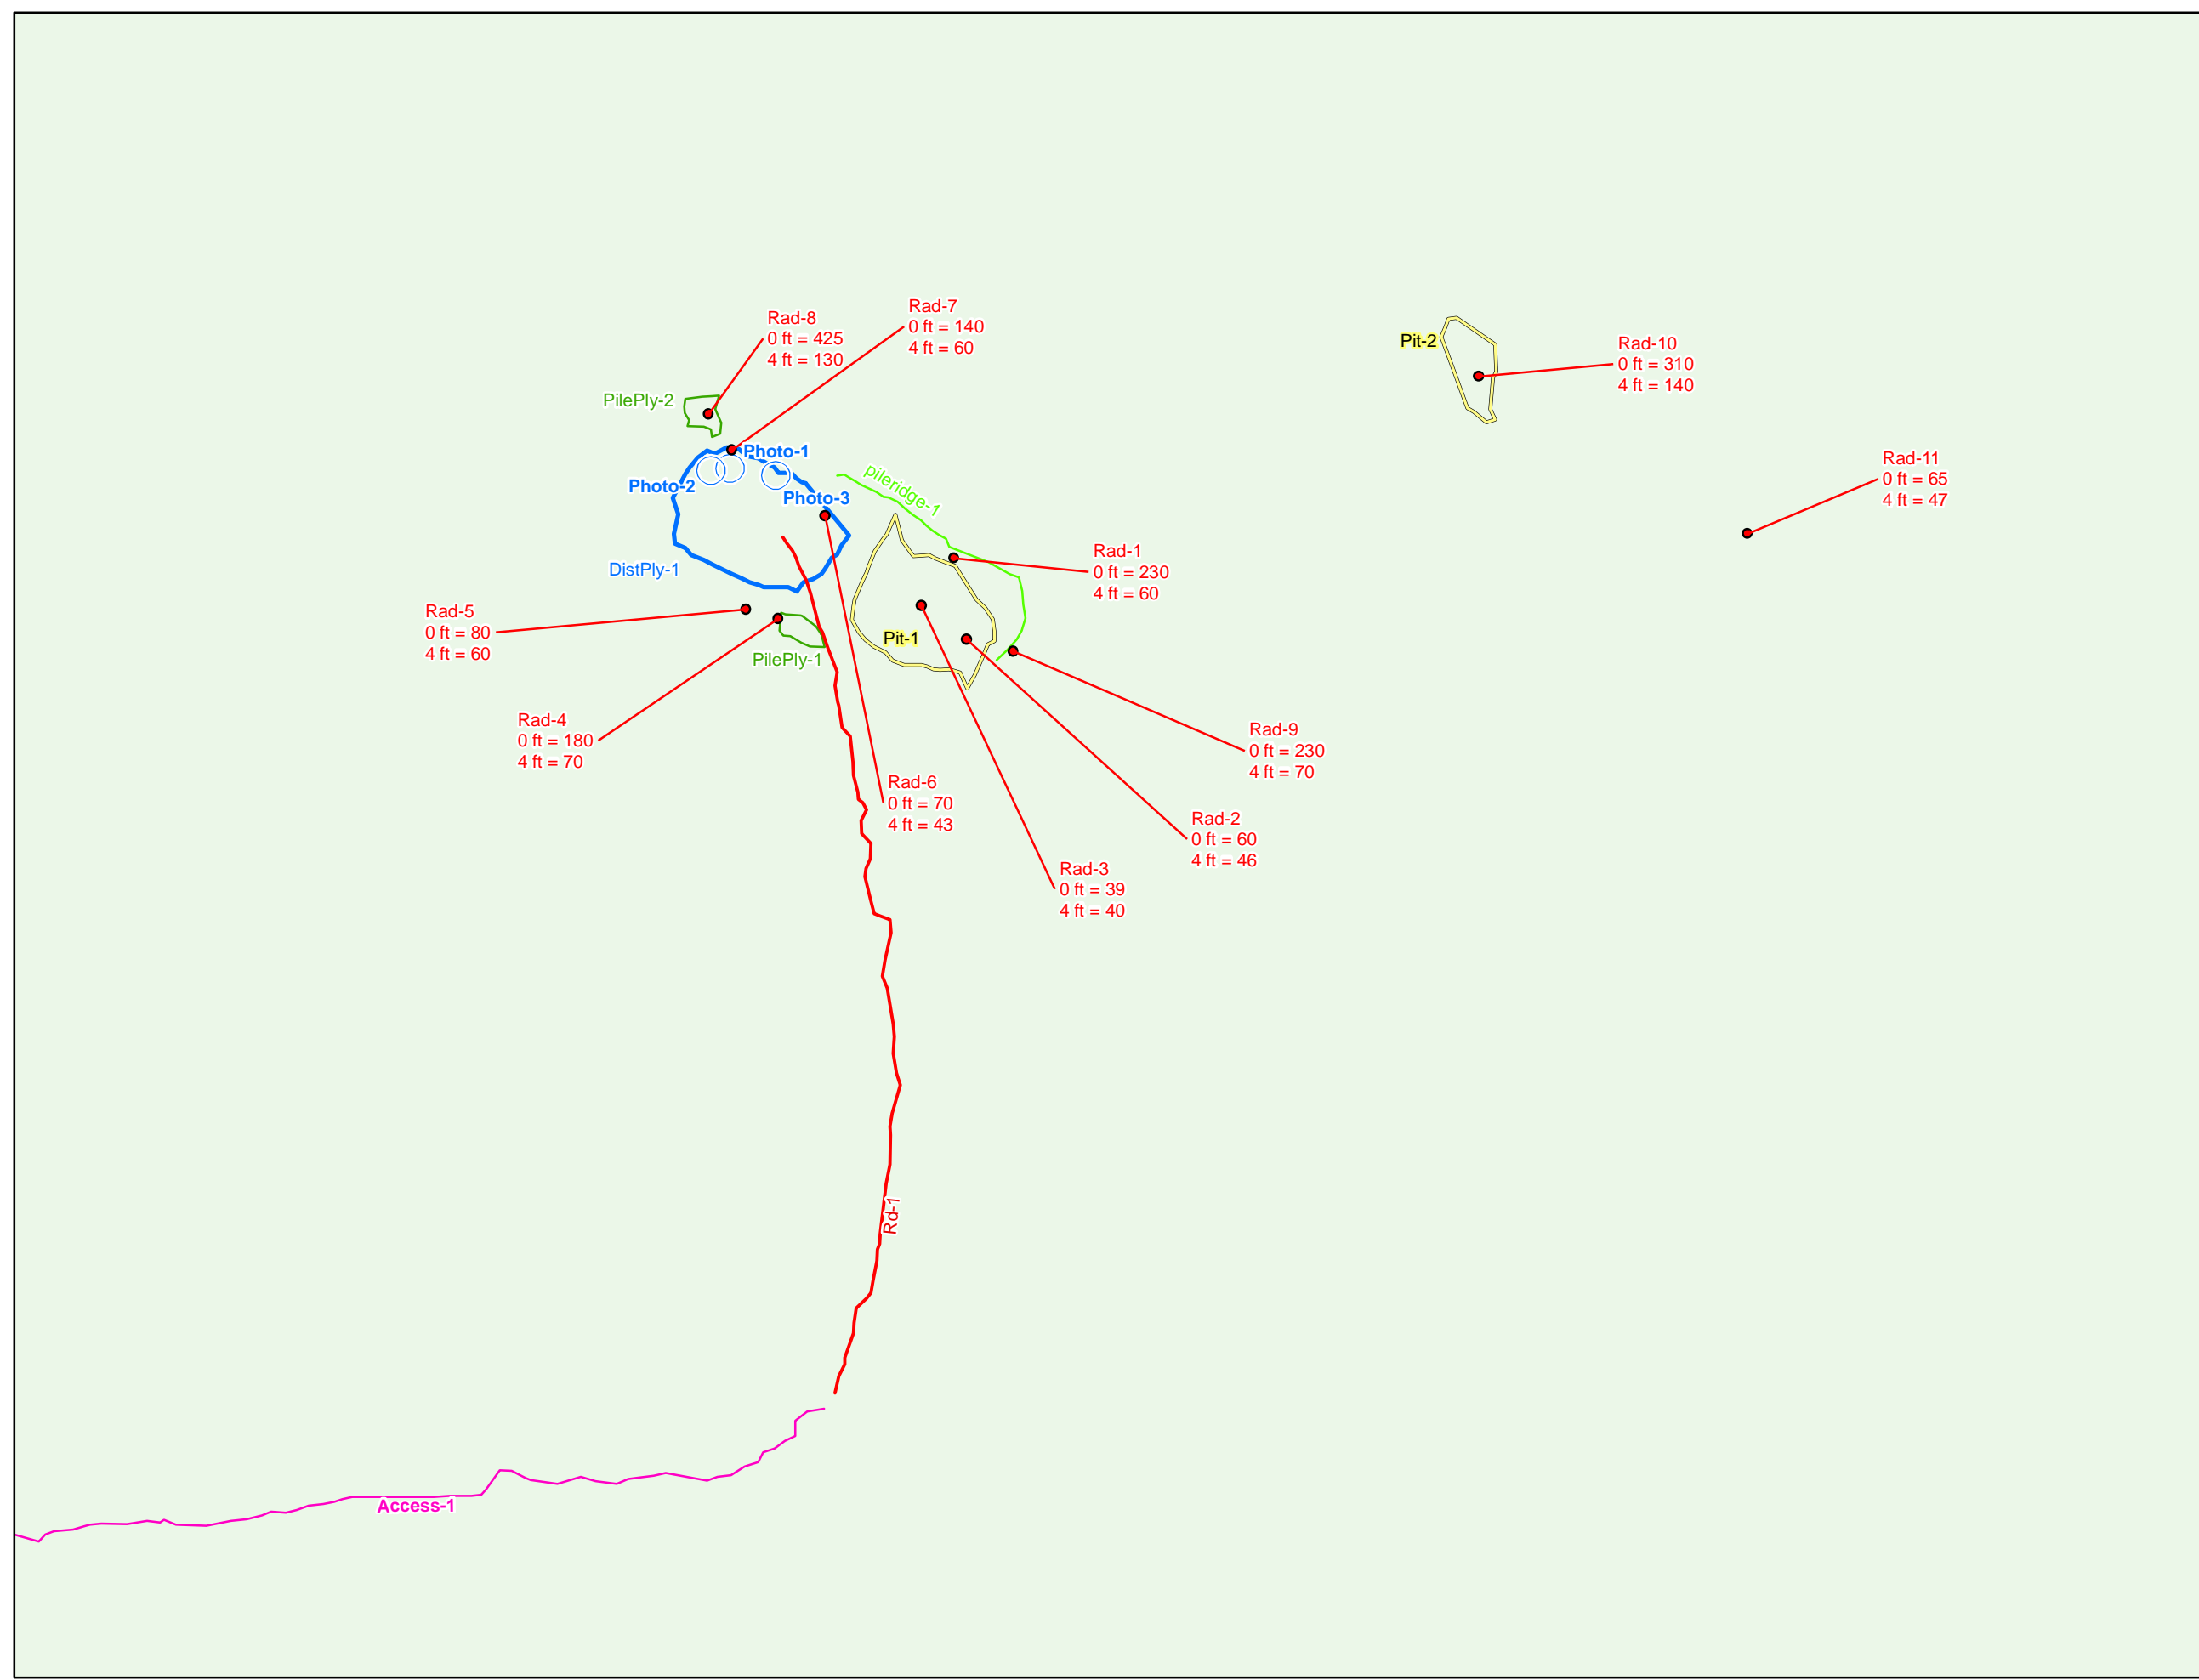 Rad-7
0 ft = 140
4 ft = 60
Rad-8
0 ft = 425
4 ft = 130
Pit-2
Rad-10
0 ft = 310
4 ft = 140
PilePly-2
Photo-1
Photo-2
Photo-3
pileridge-1
Rad-11
0 ft = 65
4 ft = 47
DistPly-1
Rad-1
0 ft = 230
4 ft = 60
Rad-5
0 ft = 80
4 ft = 60
Pit-1
PilePly-1
Rad-4
0 ft = 180
4 ft = 70
Rad-9
0 ft = 230
4 ft = 70
Rad-6
0 ft = 70
4 ft = 43
Rad-2
0 ft = 60
4 ft = 46
Rad-3
0 ft = 39
4 ft = 40
Rd-1
Access-1